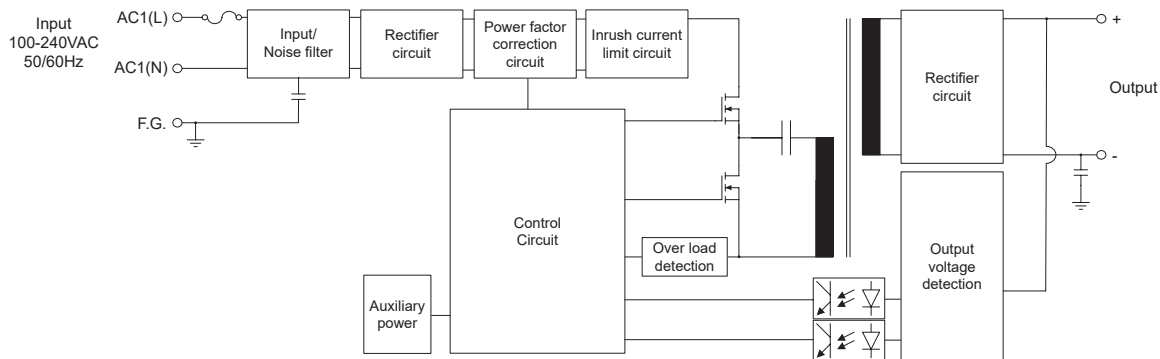 Input
100-240VAC
50/60Hz
AC1(L)
AC1(N)
F.G.
Input/
Noise filter
Rectifier
circuit
Power factor
correction
circuit
Inrush current
limit circuit
Rectifier
circuit
+
Output
-
Control
Circuit
Over load
detection
Output
voltage
detection
Auxiliary
power